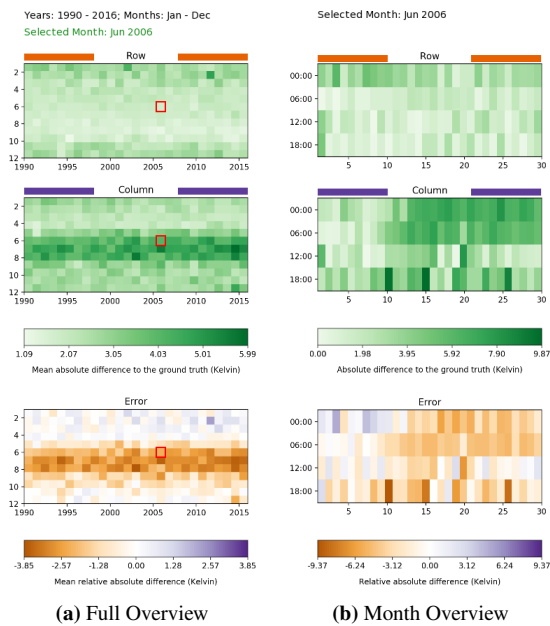 Years: 1990 - 2016; Months: Jan - Dec
Selected Month: Jun 2006
Row
2
4
6
8
10
12
1990 1995 2000 2005 2010 2015
Column
2
4
6
8
10
12
1990 1995 2000 2005 2010 2015
1.09 2.07 3.05 4.03 5.01 5.99
Mean absolute difference to the ground truth (Kelvin)
Error
2
4
6
8
10
12
1990 1995 2000 2005 2010 2015
-3.85 -2.57 -1.28 0.00 1.28 2.57 3.85
Mean relative absolute difference (Kelvin)
(a) Full Overview
Selected Month: Jun 2006
Row
00:00
06:00
12:00
18:00
5 10 15 20 25 30
Column
00:00
06:00
12:00
18:00
5 10 15 20 25 30
0.00 1.98 3.95 5.92 7.90 9.87
Absolute difference to the ground truth (Kelvin)
Error
00:00
06:00
12:00
18:00
5 10 15 20 25 30
-9.37 -6.24 -3.12 0.00 3.12 6.24 9.37
Relative absolute difference (Kelvin)
(b) Month Overview